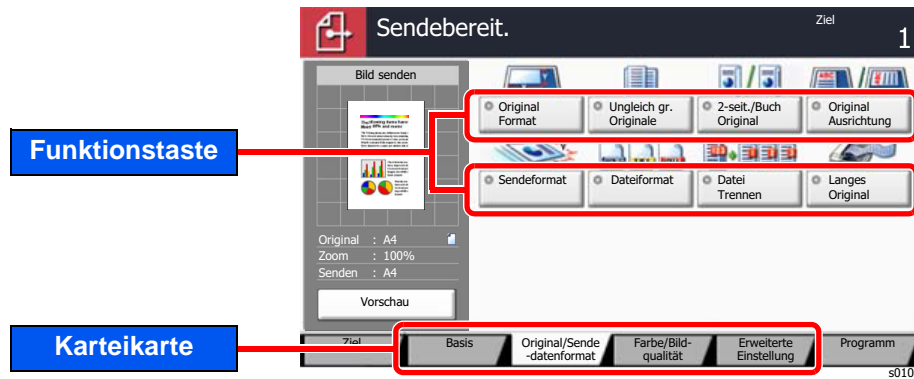 Sendebereit.
Ziel
1
Bild senden
Original
Format
Ungleich gr.
Originale
2-seit./Buch
Original
Original
Ausrichtung
Funktionstaste
Sendeformat
Dateiformat
Datei
Trennen
Langes
Original
Original : A4
Zoom : 100%
Senden : A4
Vorschau
Karteikarte
Ziel
Basis
Original/Sende
-datenformat
Farbe/Bild-
qualität
Erweiterte
Einstellung
Programm
s010